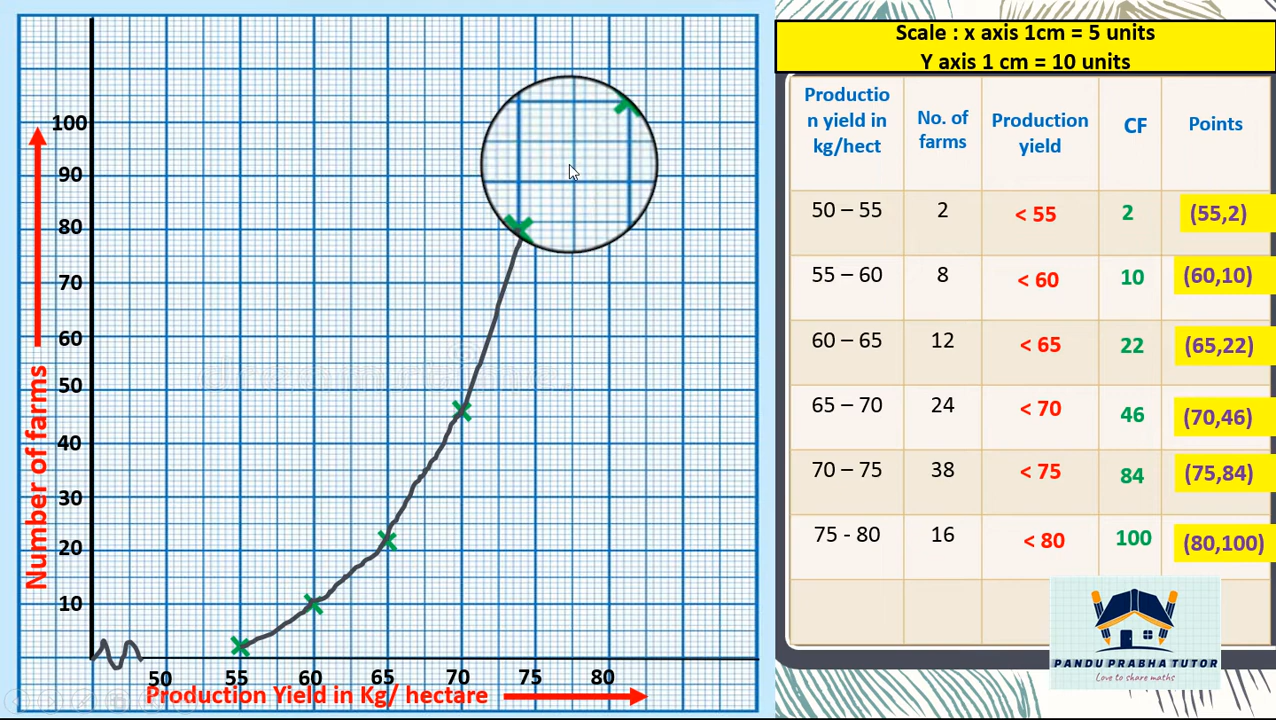 Scale : x axis 1cm = 5 units
Y axis 1 cm = 10 units
100
90
80
70
60
50
40
30
20
10
Number of farms
50 55 60 65 70 75 80
Production Yield in Kg/ hectare
Productio
n yield in
kg/hect
No. of
farms
Production
yield
CF
Points
50 – 55 2 < 55 2 (55,2)
55 – 60 8 < 60 10 (60,10)
60 – 65 12 < 65 22 (65,22)
65 – 70 24 < 70 46 (70,46)
70 – 75 38 < 75 84 (75,84)
75 - 80 16 < 80 100 (80,100)
PANDU PRABHA TUTOR
Love to share maths